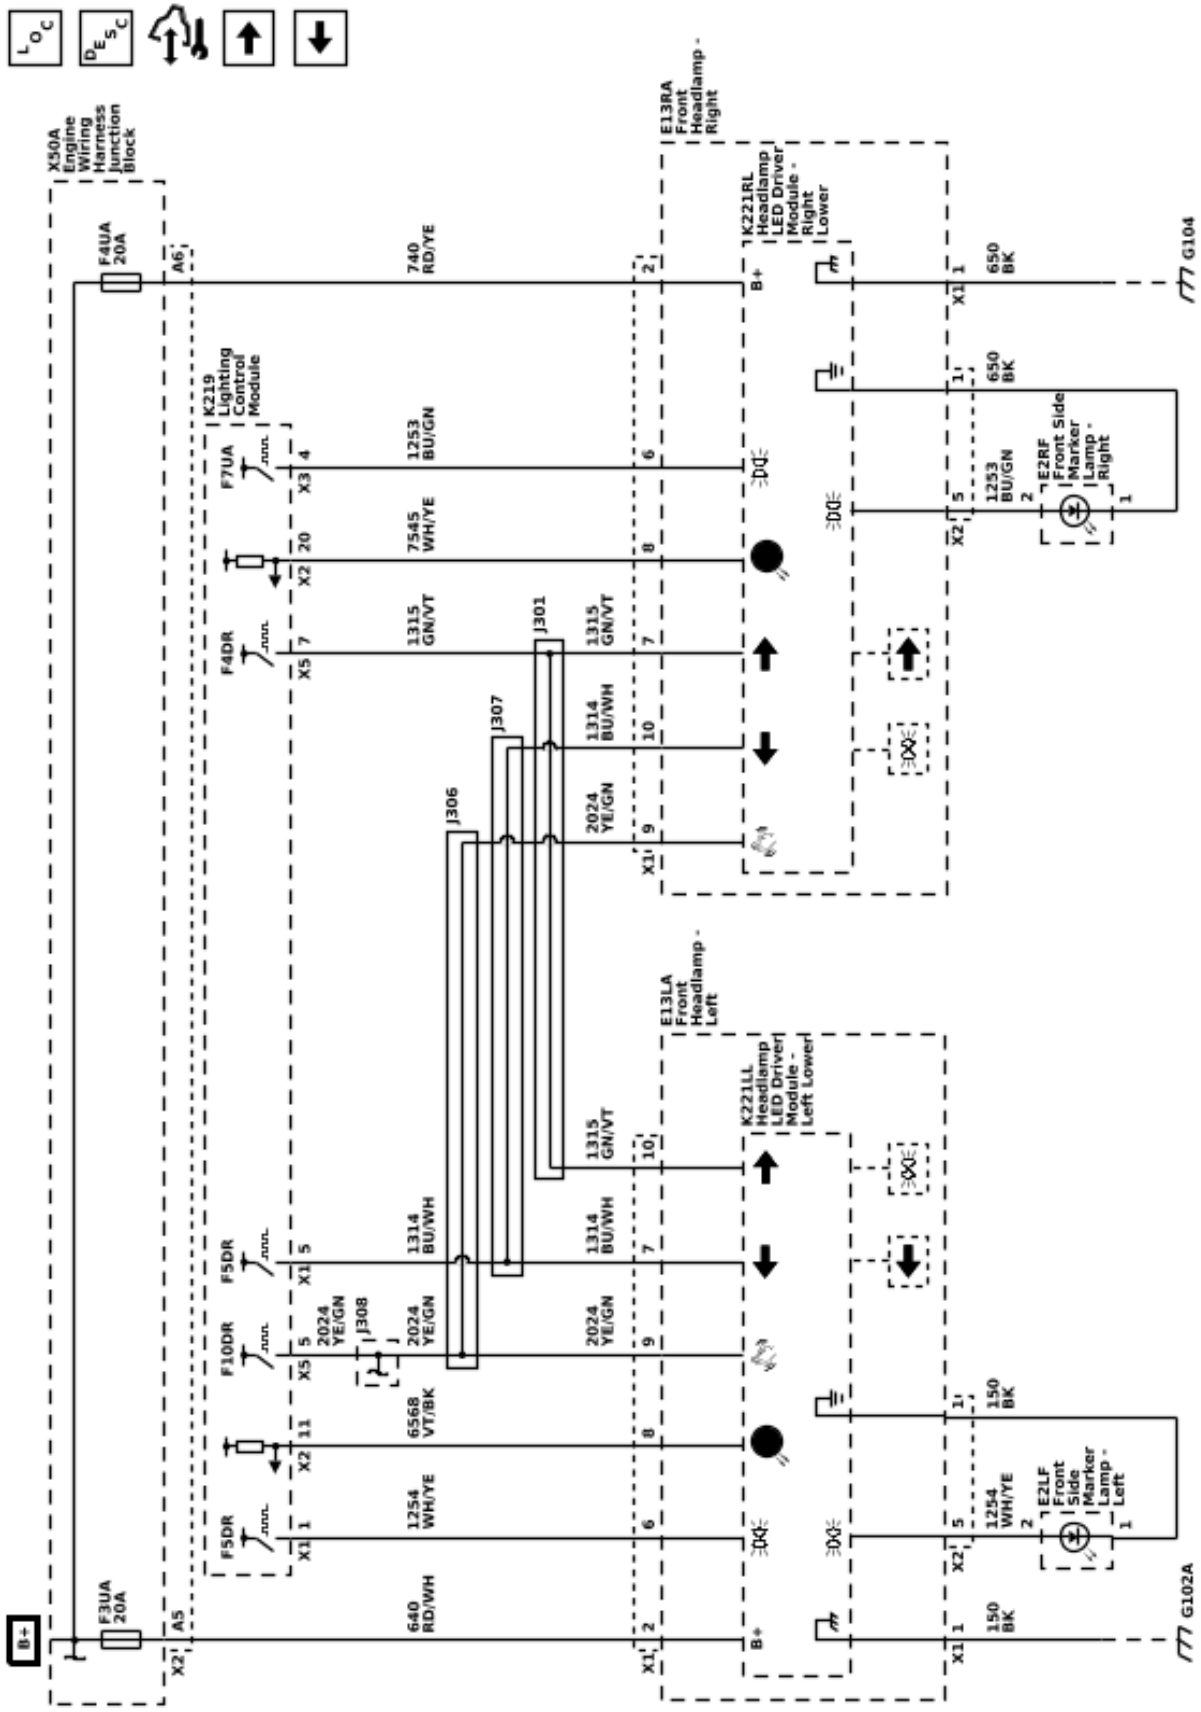 LOC
DESC
B+
X50A
Engine
Wiring
Harness
Junction
Block
F3UA
20A
F4UA
20A
X2
A5
A6
K219
Lighting
Control
Module
F5DR
F10DR
F5DR
F4DR
F7UA
X1
1
X2
11
X5
5
X1
5
X5
7
X2
20
X3
4
2024
YE/GN
J308
640
RD/WH
1254
WH/YE
6568
VT/BK
2024
YE/GN
1314
BU/WH
1315
GN/VT
7545
WH/YE
1253
BU/GN
740
RD/YE
J306
J307
J301
2024
YE/GN
1314
BU/WH
1315
GN/VT
2024
YE/GN
1314
BU/WH
1315
GN/VT
X1
2
6
8
9
7
10
X1
9
10
7
8
6
2
E13LA
Front
Headlamp -
Left
E13RA
Front
Headlamp -
Right
K221LL
Headlamp
LED Driver
Module -
Left Lower
K221RL
Headlamp
LED Driver
Module -
Right
Lower
B+
B+
X1
1
X2
5
1
X2
5
1
X1
1
150
BK
1254
WH/YE
150
BK
1253
BU/GN
650
BK
650
BK
2
E2LF
Front
Side
Marker
Lamp -
Left
1
2
E2RF
Front Side
Marker
Lamp -
Right
1
G102A
G104